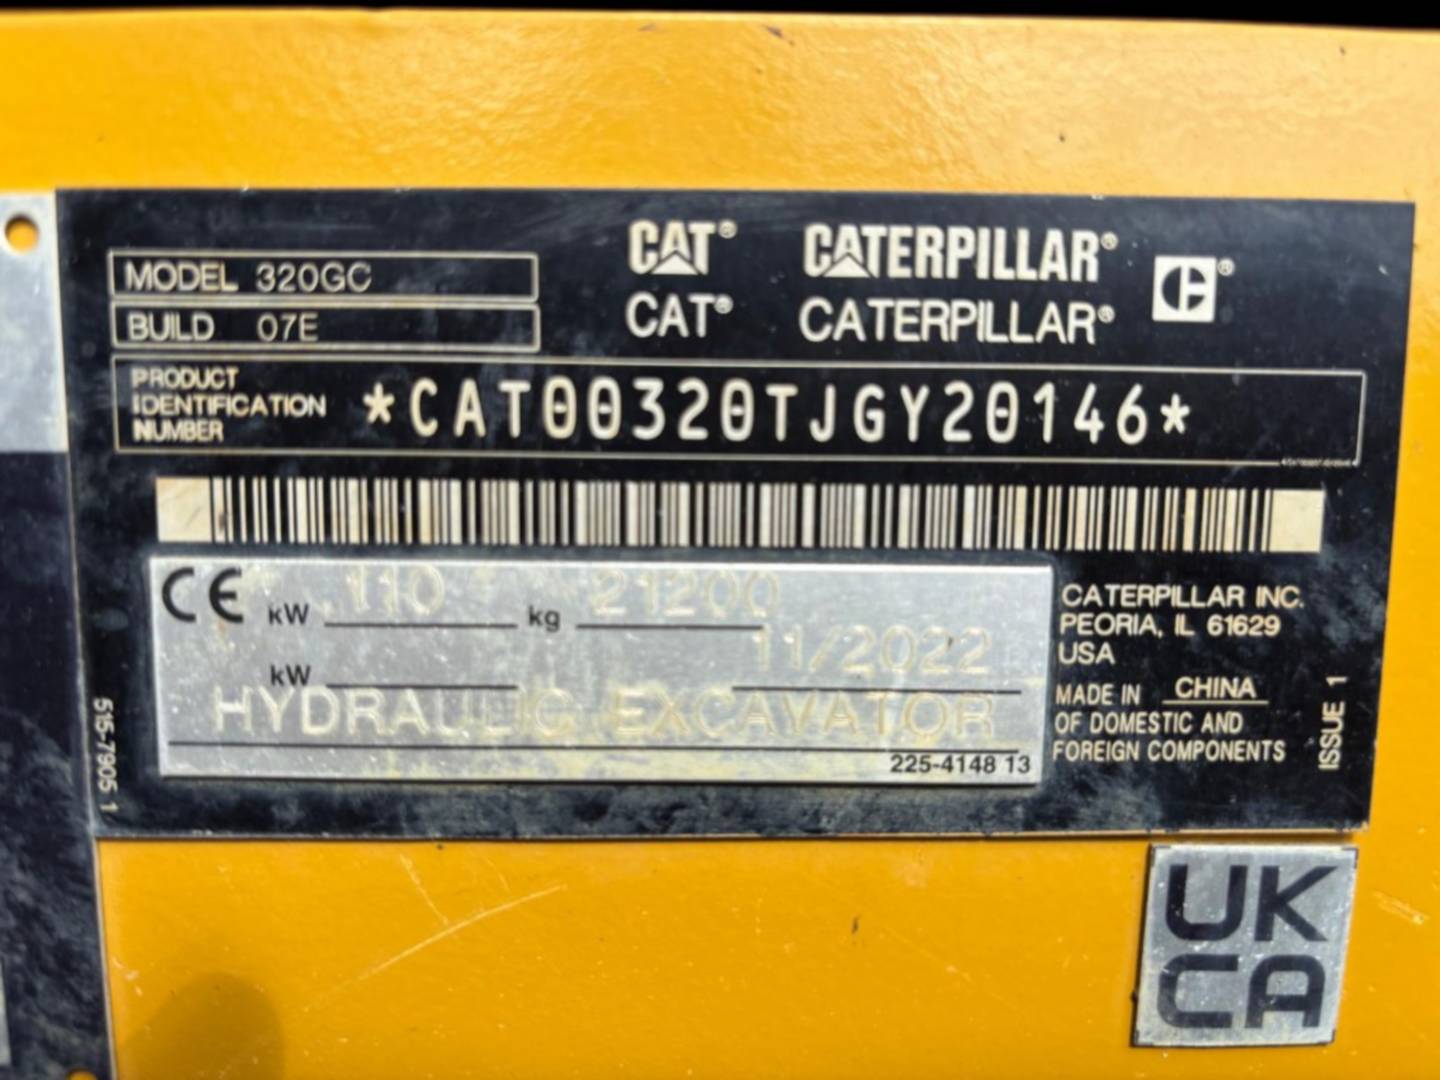 MODEL 320GC
BUILD 07E
CAT® CATERPILLAR®
CAT® CATERPILLAR®
PRODUCT
IDENTIFICATION
NUMBER
*CAT00320TJGY20146*
CE kW 110 kg 21200
kW 11/2022
HYDRAULIC EXCAVATOR
225-4148 13
CATERPILLAR INC.
PEORIA, IL 61629
USA
MADE IN CHINA
OF DOMESTIC AND
FOREIGN COMPONENTS
ISSUE 1
515-7905 1
UK
CA